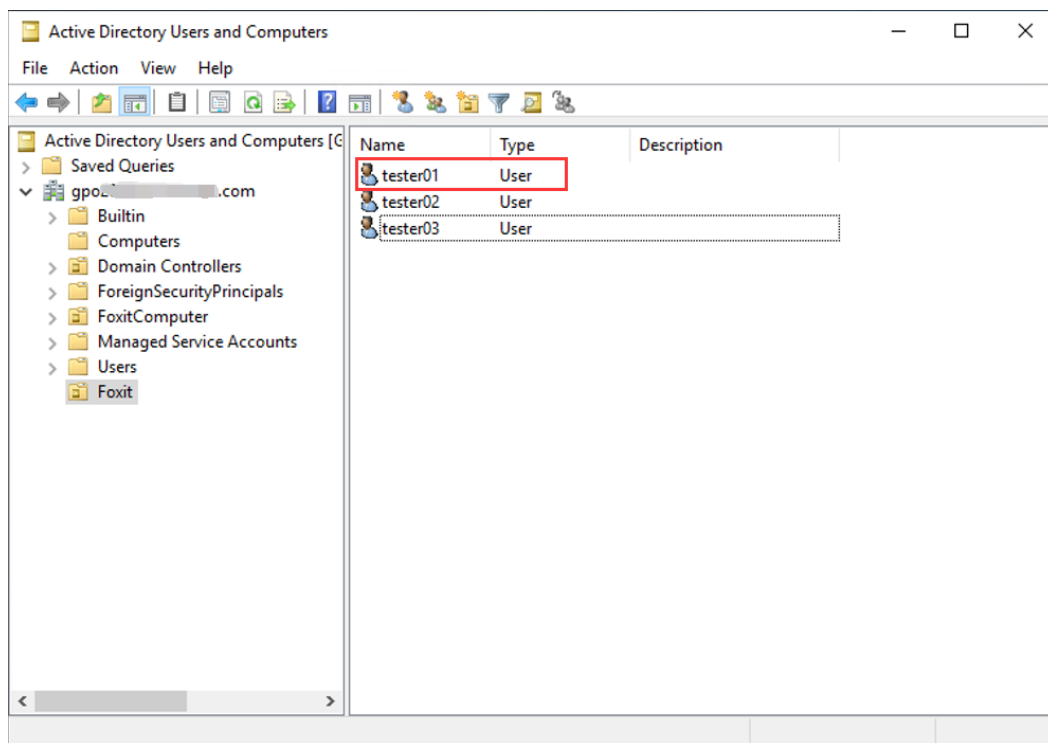 Active Directory Users and Computers
File Action View Help
Active Directory Users and Computers [G
Saved Queries
.com
Builtin
Computers
Domain Controllers
ForeignSecurityPrincipals
FoxitComputer
Managed Service Accounts
Users
Foxit
Name Type Description
tester01 User
tester02 User
tester03 User